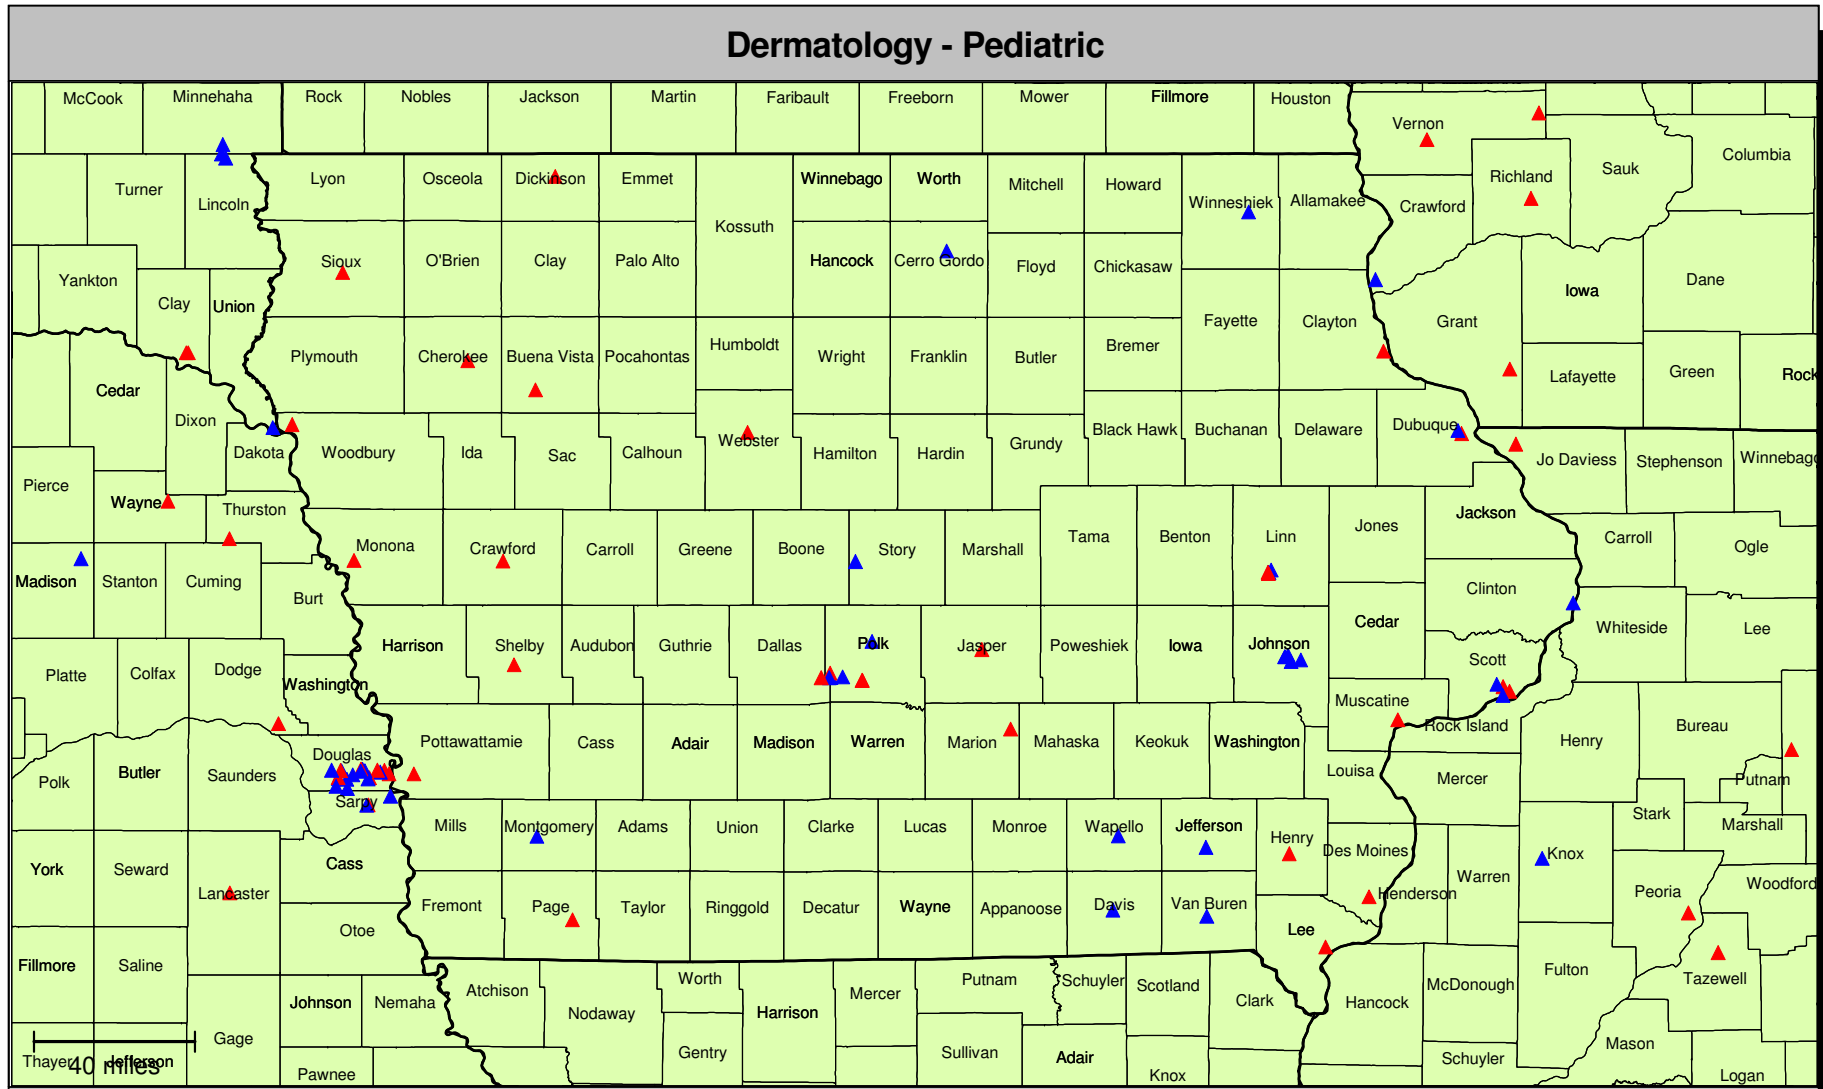 Dermatology - Pediatric
McCook Minnehaha Rock Nobles Jackson Martin Faribault Freeborn Mower Fillmore Houston
Vernon
Columbia
Sauk
Turner Lyon Osceola Dickinson Emmet Winnebago Worth Mitchell Howard Richland
Lincoln Winneshiek Allamakee Crawford
Kossuth
Yankton Sioux O'Brien Clay Palo Alto Hancock Cerro Gordo Floyd Chickasaw Dane
Clay Union Iowa
Fayette Clayton Grant
Plymouth Cherokee Buena Vista Pocahontas Humboldt Wright Franklin Butler Bremer
Cedar Lafayette Green Rock
Dixon Dubuque
Dakota Woodbury Ida Sac Calhoun Webster Hamilton Hardin Grundy Black Hawk Buchanan Delaware
Jo Daviess Stephenson Winnebago
Pierce
Wayne Thurston Jackson
Monona Crawford Carroll Greene Boone Story Marshall Tama Benton Linn Jones Carroll Ogle
Madison Stanton Cuming Burt Clinton
Harrison Shelby Audubon Guthrie Dallas Polk Jasper Poweshiek Iowa Johnson Cedar Whiteside Lee
Platte Colfax Dodge Washington Scott
Muscatine
Pottawattamie Cass Adair Madison Warren Marion Mahaska Keokuk Washington Rock Island Henry Bureau
Douglas
Polk Butler Saunders Louisa Mercer Putnam
Sarpy
Mills Montgomery Adams Union Clarke Lucas Monroe Wapello Jefferson Henry Stark Marshall
Des Moines Knox
York Seward Cass Warren Woodford
Lancaster Henderson Peoria
Fremont Page Taylor Ringgold Decatur Wayne Appanoose Davis Van Buren
Otoe Lee
Fillmore Saline Fulton
Atchison Worth Putnam Schuyler Scotland McDonough Tazewell
Johnson Nemaha Nodaway Harrison Mercer Clark Hancock
Gage Mason
Gentry Sullivan Adair Schuyler
Thayer Jefferson
40 miles
Pawnee Knox Logan